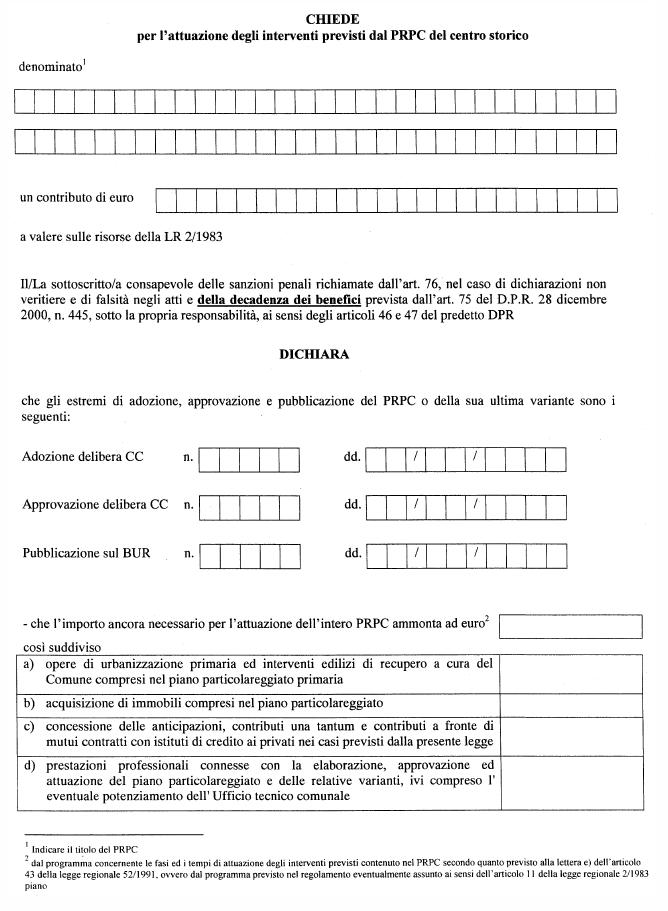 CHIEDE
per l'attuazione degli interventi previsti dal PRPC del centro storico
denominato1
un contributo di euro
a valere sulle risorse della LR 2/1983
Il/La sottoscritto/a consapevole delle sanzioni penali richiamate dall'art. 76, nel caso di dichiarazioni non
veritiere e di falsità negli atti e della decadenza dei benefici prevista dall'art. 75 del D.P.R. 28 dicembre
2000, n. 445, sotto la propria responsabilità, ai sensi degli articoli 46 e 47 del predetto DPR
DICHIARA
che gli estremi di adozione, approvazione e pubblicazione del PRPC o della sua ultima variante sono i
seguenti:
Adozione delibera CC n. dd. / /
Approvazione delibera CC n. dd. / /
Pubblicazione sul BUR n. dd. / /
- che l'importo ancora necessario per l'attuazione dell'intero PRPC ammonta ad euro2
così suddiviso
a) opere di urbanizzazione primaria ed interventi edilizi di recupero a cura del
Comune compresi nel piano particolareggiato primaria
b) acquisizione di immobili compresi nel piano particolareggiato
c) concessione delle anticipazioni, contributi una tantum e contributi a fronte di
mutui contratti con istituti di credito ai privati nei casi previsti dalla presente legge
d) prestazioni professionali connesse con la elaborazione, approvazione ed
attuazione del piano particolareggiato e delle relative varianti, ivi compreso l'
eventuale potenziamento dell' Ufficio tecnico comunale
1 Indicare il titolo del PRPC
2 dal programma concernente le fasi ed i tempi di attuazione degli interventi previsti contenuto nel PRPC secondo quanto previsto alla lettera e) dell'articolo
43 della legge regionale 52/1991, ovvero dal programma previsto nel regolamento eventualmente assunto ai sensi dell'articolo 11 della legge regionale 2/1983
piano